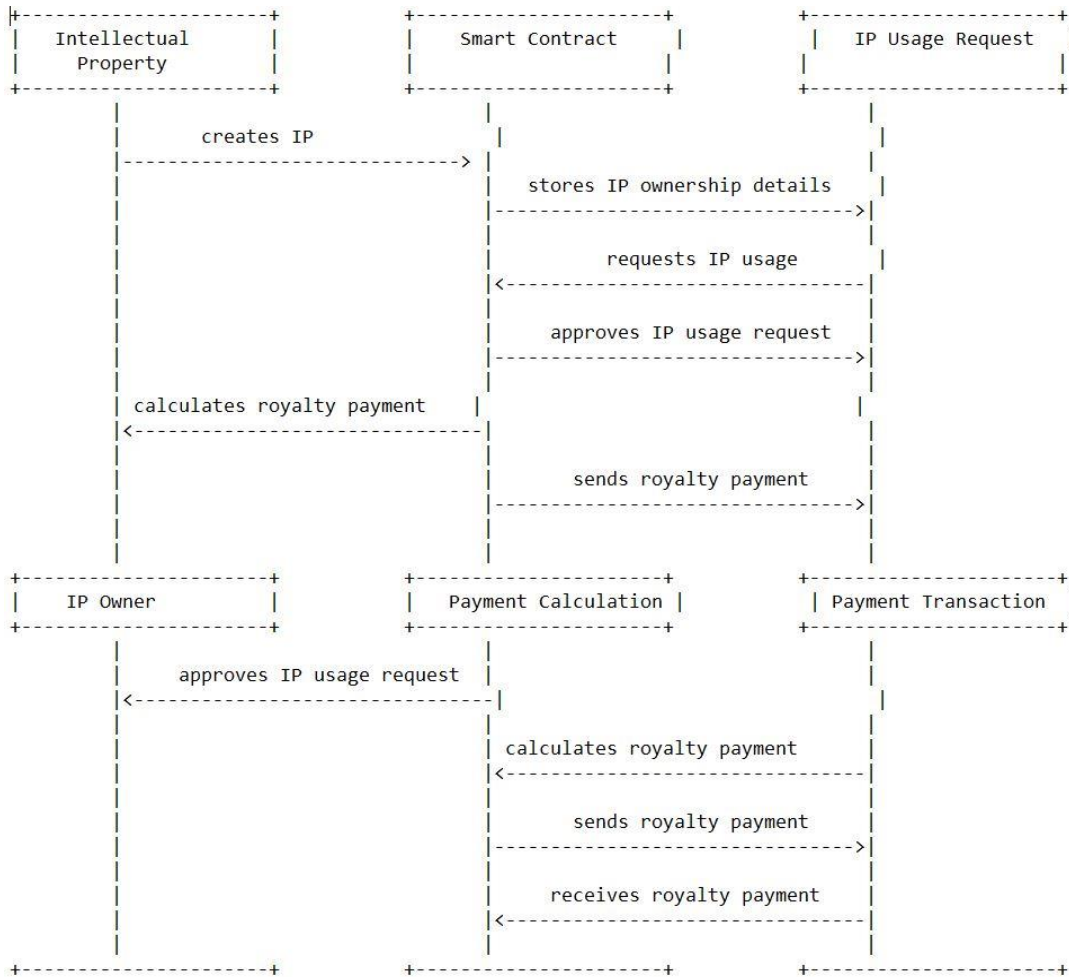 Intellectual Smart Contract IP Usage Request
Property
creates IP
stores IP ownership details
requests IP usage
approves IP usage request
calculates royalty payment
sends royalty payment
IP Owner Payment Calculation Payment Transaction
approves IP usage request
calculates royalty payment
sends royalty payment
receives royalty payment